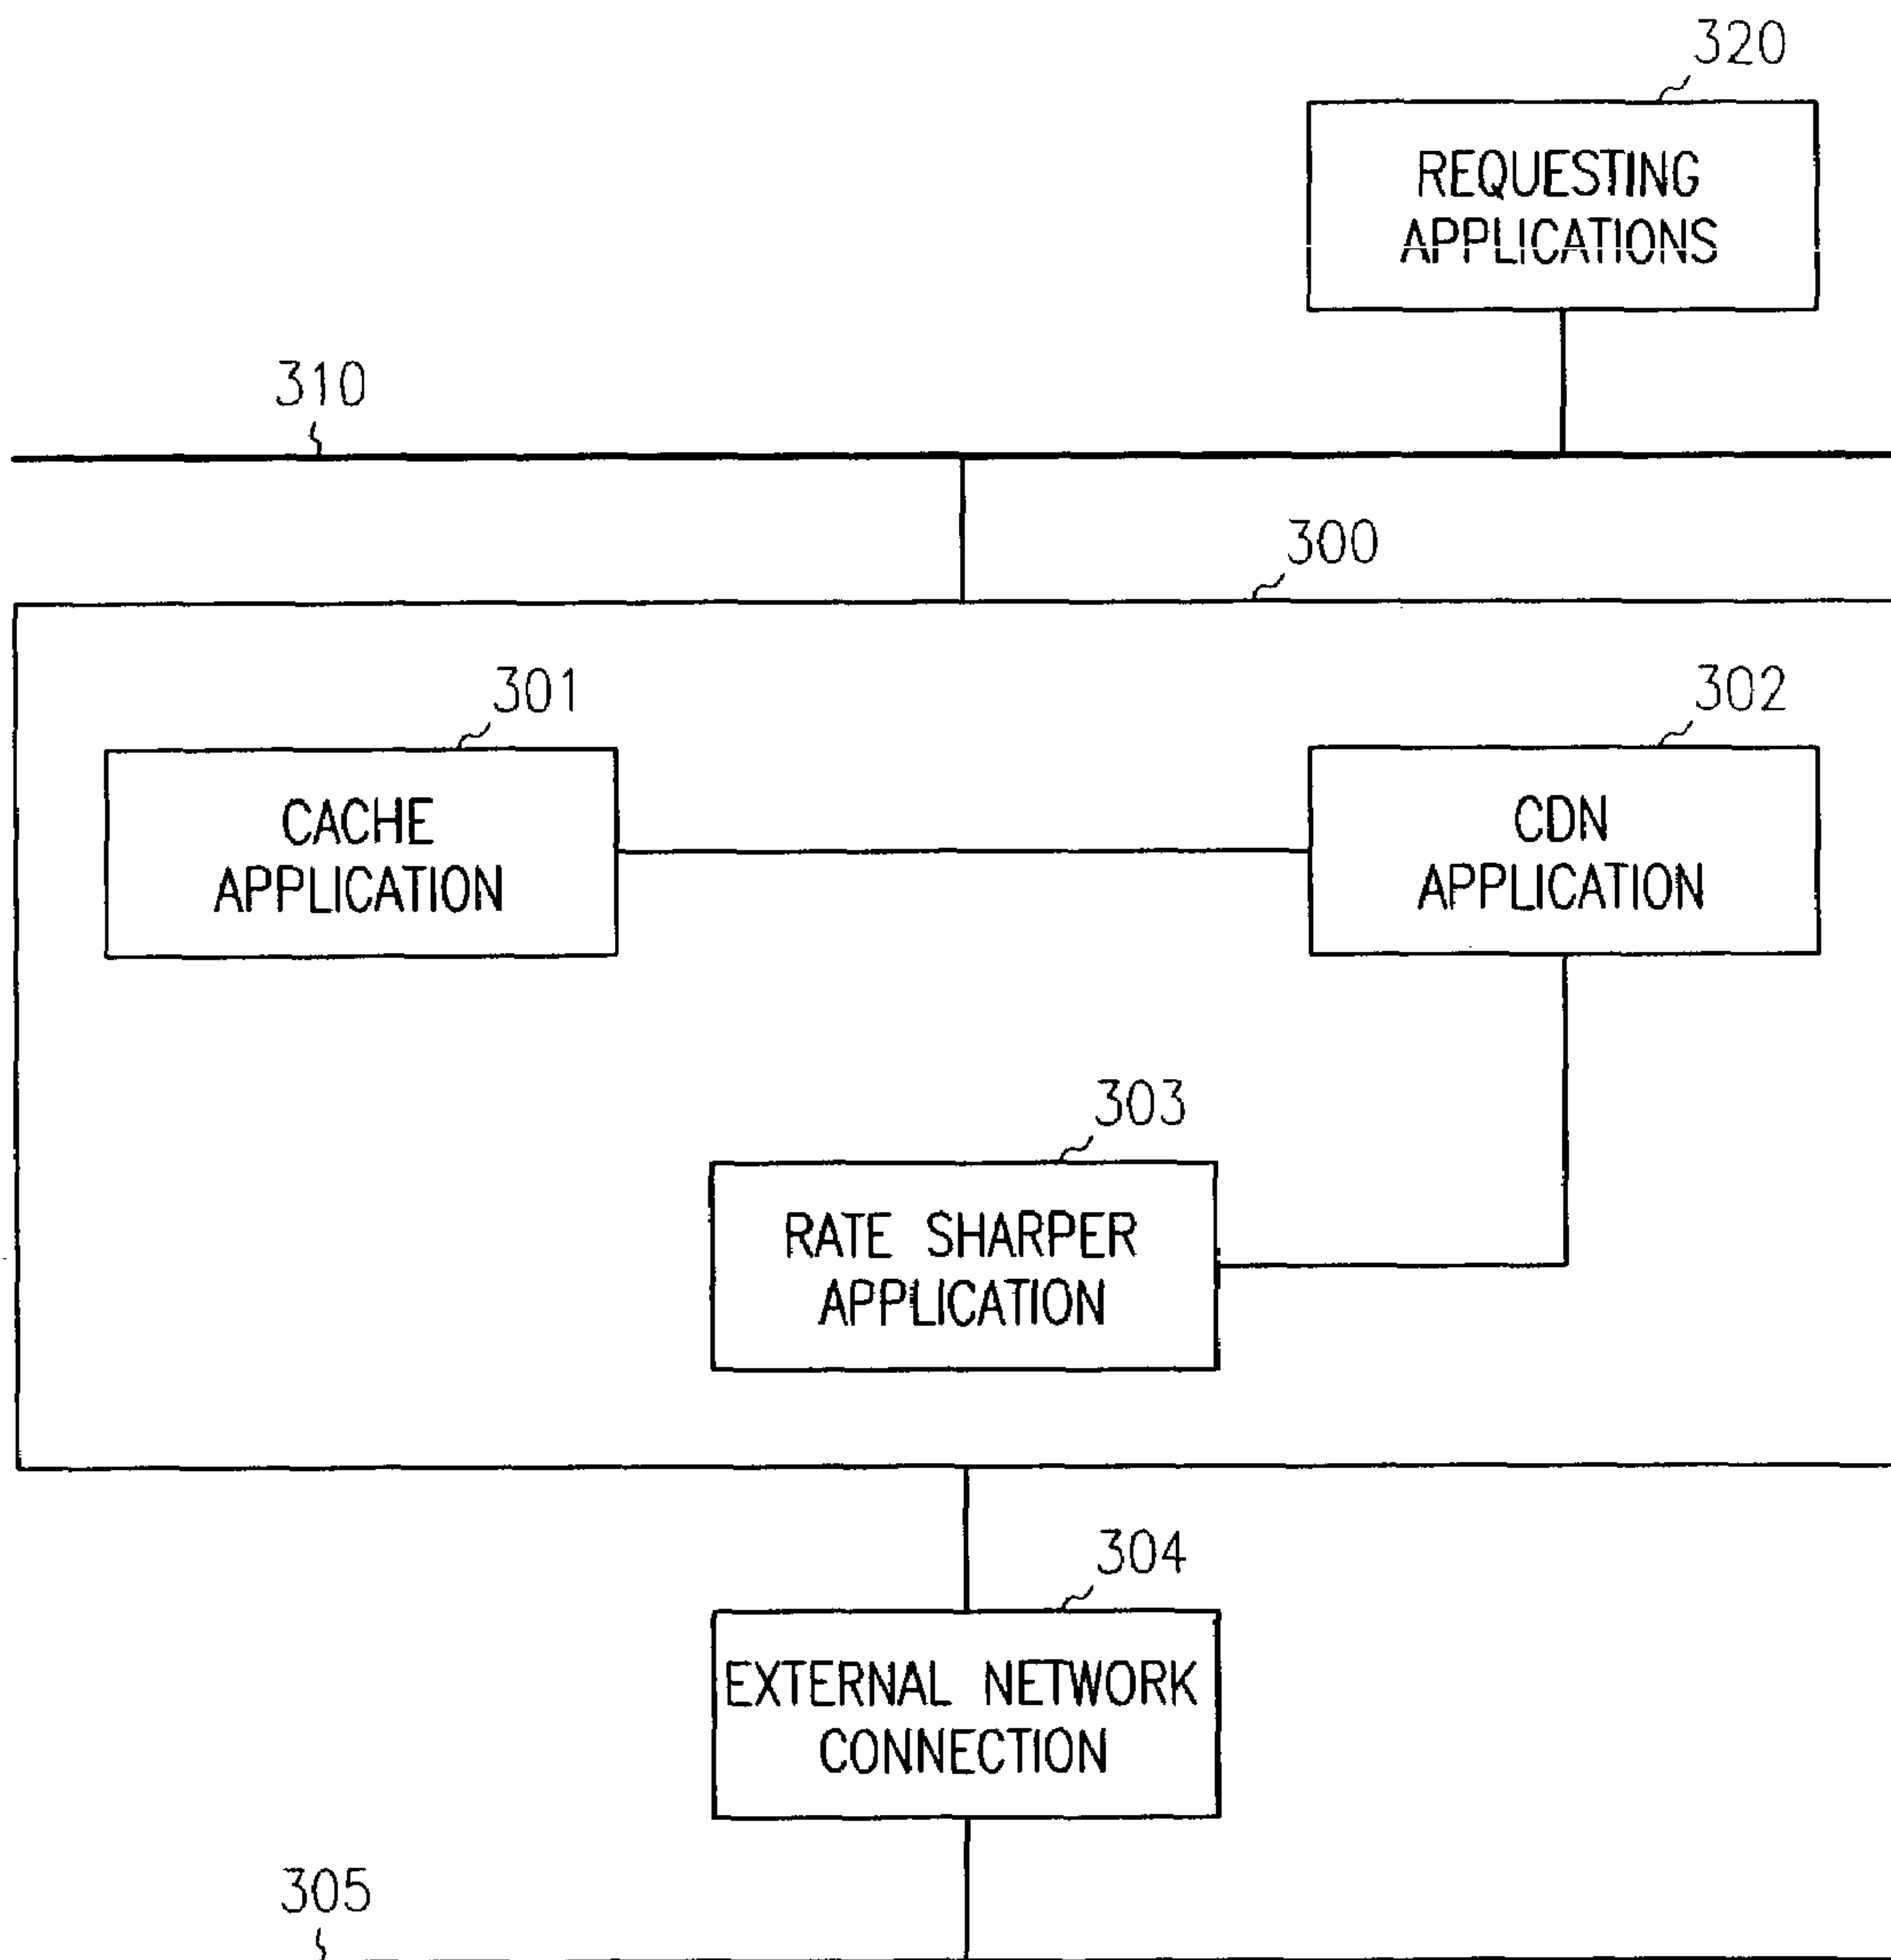 320
REQUESTING
APPLICATIONS
310
300
301
302
CACHE
APPLICATION
CDN
APPLICATION
303
RATE SHARPER
APPLICATION
304
EXTERNAL NETWORK
CONNECTION
305